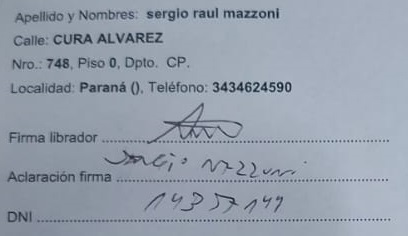 Apellido y Nombres: sergio raul mazzoni
Calle: CURA ALVAREZ
Nro.: 748, Piso 0, Dpto. CP.
Localidad: Paraná (), Teléfono: 3434624590
Firma librador
Aclaración firma Sergio Mazzoni
DNI 14357149